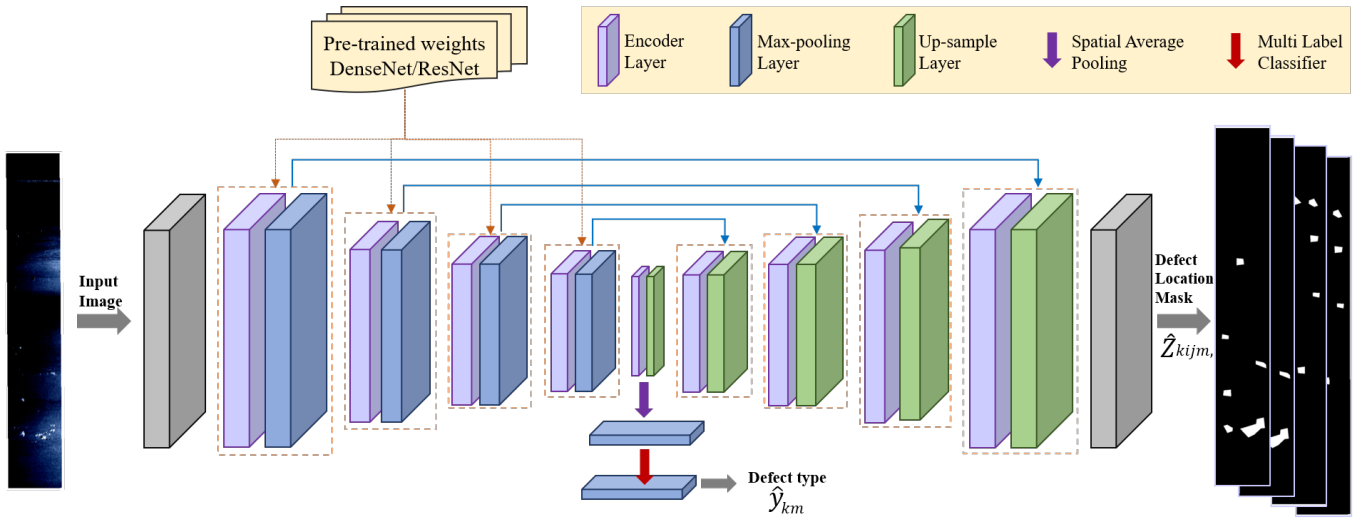 Pre-trained weights
DenseNet/ResNet
Encoder
Layer
Max-pooling
Layer
Up-sample
Layer
Spatial Average
Pooling
Multi Label
Classifier
Input
Image
Defect
Location
Mask
Ẑkijm,
Defect type
ŷkm